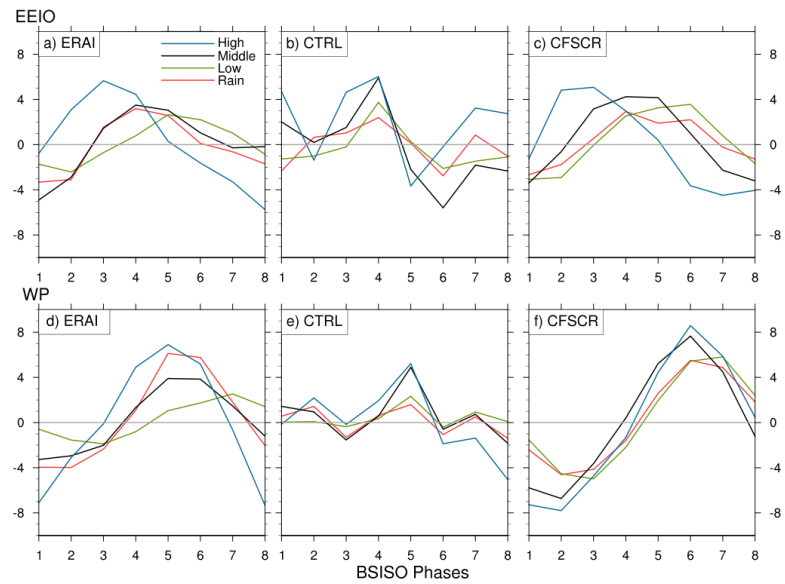 EEIO
a) ERAI
High
Middle
Low
Rain
b) CTRL
c) CFSCR
8 8
4 4
0 0
-4 -4
-8 -8
1 2 3 4 5 6 7 8 1 2 3 4 5 6 7 8 1 2 3 4 5 6 7 8
WP
d) ERAI
e) CTRL
f) CFSCR
8 8
4 4
0 0
-4 -4
-8 -8
1 2 3 4 5 6 7 8 1 2 3 4 5 6 7 8 1 2 3 4 5 6 7 8
BSISO Phases